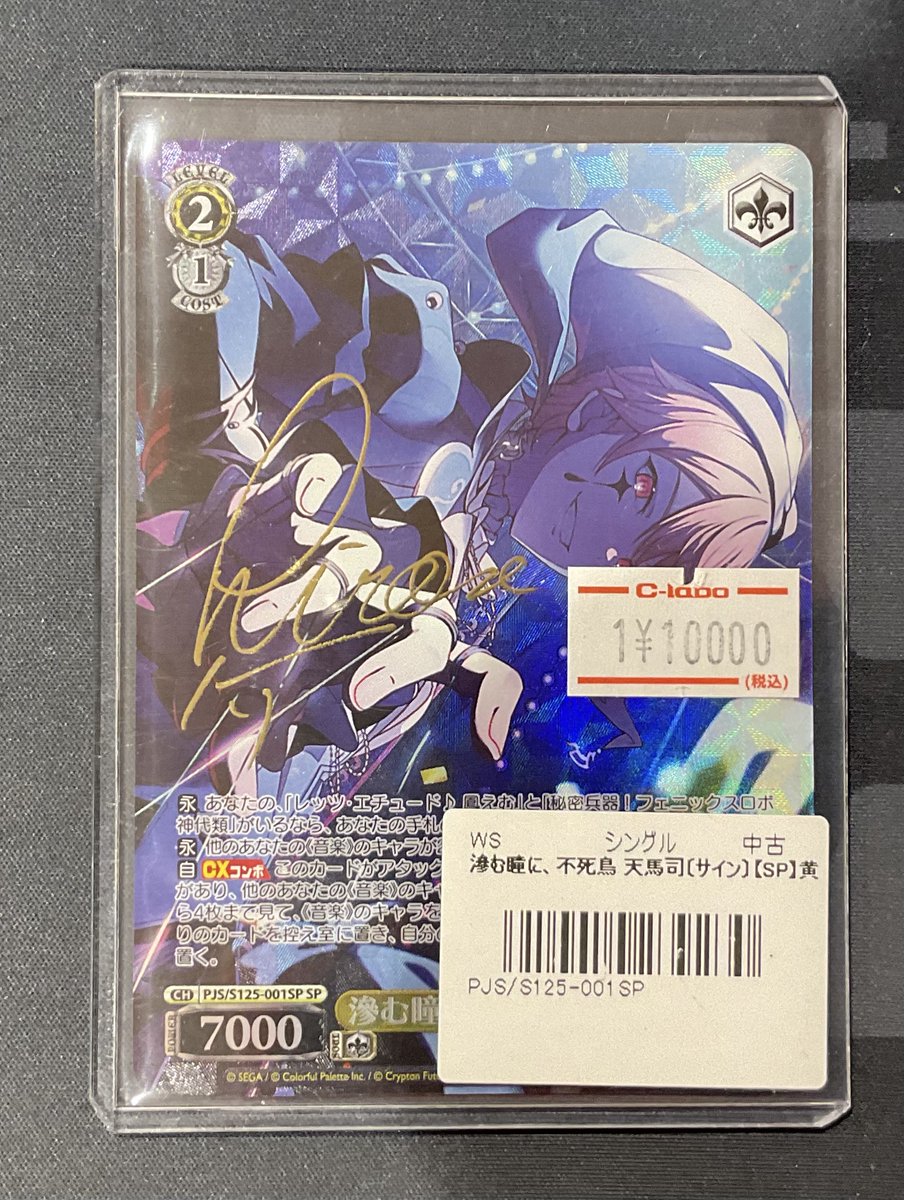 LEVEL
2
1
COST
C-labo
1¥10000
(税込)
永 あなたの、「レッツ・エチュード♪ 鳳えむ」と「秘密兵器!フェニックスロボ
神代類」がいるなら、あなたの手札の
永 他のあなたの《音楽》のキャラが
自 CXコンボ このカードがアタック
があり、他のあなたの《音楽》のキャ
ら4枚まで見て、《音楽》のキャラを
りのカードを控え室に置き、自分の
置く。
WS シングル 中古
滲む瞳に、不死鳥 天馬司〔サイン〕【SP】黄
PJS/S125-001SP
CH PJS/S125-001SP SP
POWER 7000 SOUL
滲む瞳
© SEGA / © Colorful Palette Inc. / © Crypton Fut